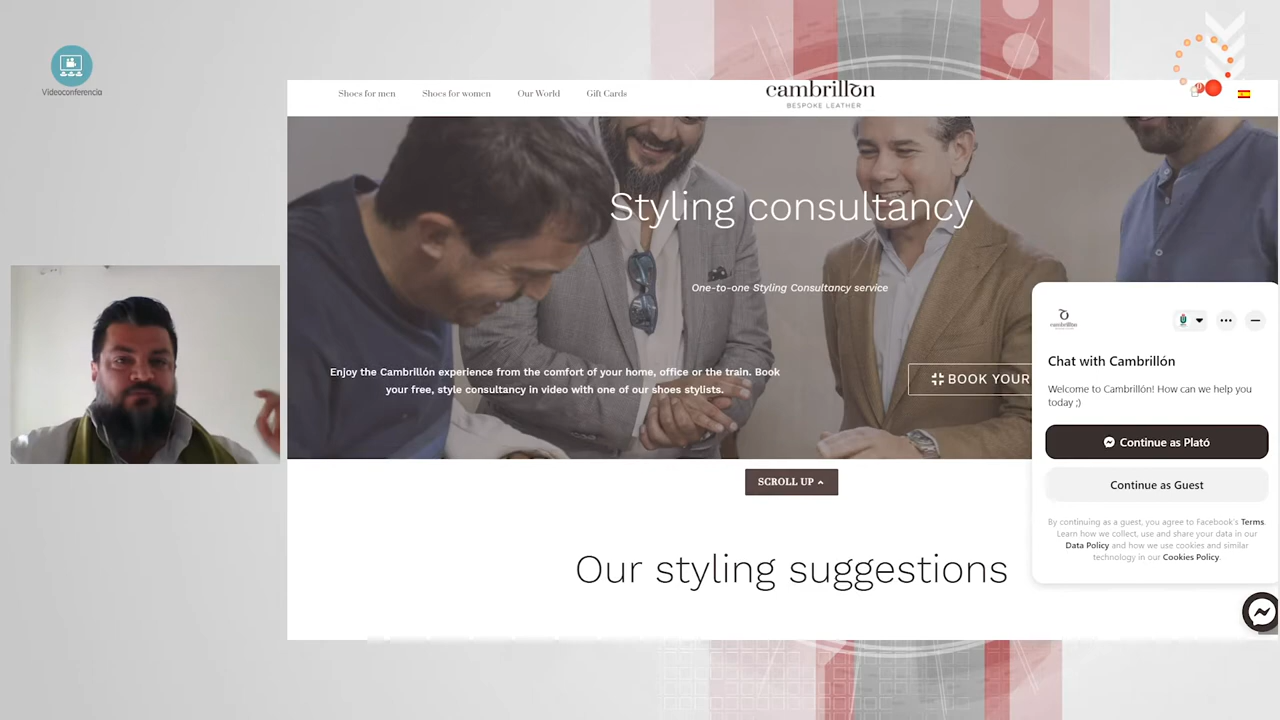 Videoconferencia
Shoes for men
Shoes for women
Our World
Gift Cards
cambrillón
BESPOKE LEATHER
Styling consultancy
One-to-one Styling Consultancy service
Enjoy the Cambrillón experience from the comfort of your home, office or the train. Book
your free, style consultancy in video with one of our shoes stylists.
BOOK YOUR
SCROLL UP
Our styling suggestions
cambrillón
Chat with Cambrillón
Welcome to Cambrillón! How can we help you
today ;)
Continue as Plató
Continue as Guest
By continuing as a guest, you agree to Facebook's Terms.
Learn how we collect, use and share your data in our
Data Policy and how we use cookies and similar
technology in our Cookies Policy.